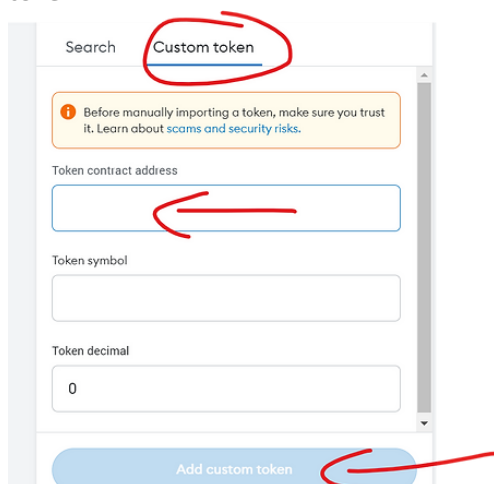 Search Custom token
Before manually importing a token, make sure you trust
it. Learn about scams and security risks.
Token contract address
Token symbol
Token decimal
0
Add custom token